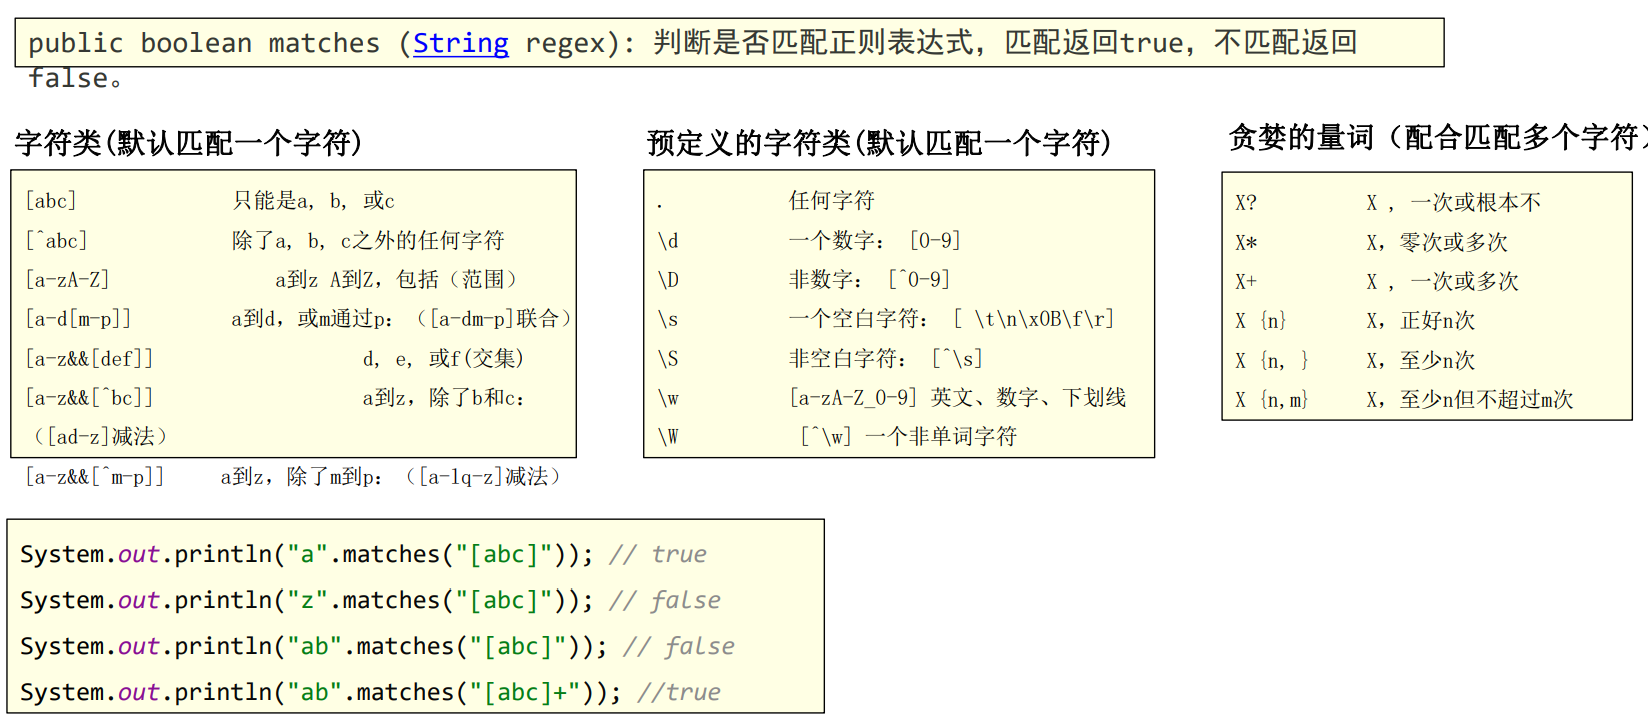 public boolean matches (String regex): 判断是否匹配正则表达式，匹配返回true，不匹配返回
false。
字符类(默认匹配一个字符)
[abc] 只能是a, b, 或c
[^abc] 除了a, b, c之外的任何字符
[a-zA-Z] a到z A到Z，包括（范围）
[a-d[m-p]] a到d，或m通过p：（[a-dm-p]联合）
[a-z&&[def]] d, e, 或f(交集)
[a-z&&[^bc]] a到z，除了b和c：
（[ad-z]减法）
[a-z&&[^m-p]] a到z，除了m到p：（[a-lq-z]减法）
预定义的字符类(默认匹配一个字符)
. 任何字符
\d 一个数字： [0-9]
\D 非数字： [^0-9]
\s 一个空白字符： [ \t\n\x0B\f\r]
\S 非空白字符： [^\s]
\w [a-zA-Z_0-9] 英文、数字、下划线
\W [^\w] 一个非单词字符
贪婪的量词（配合匹配多个字符）
X? X , 一次或根本不
X* X，零次或多次
X+ X , 一次或多次
X {n} X，正好n次
X {n, } X，至少n次
X {n,m} X，至少n但不超过m次
System.out.println("a".matches("[abc]")); // true
System.out.println("z".matches("[abc]")); // false
System.out.println("ab".matches("[abc]")); // false
System.out.println("ab".matches("[abc]+")); //true